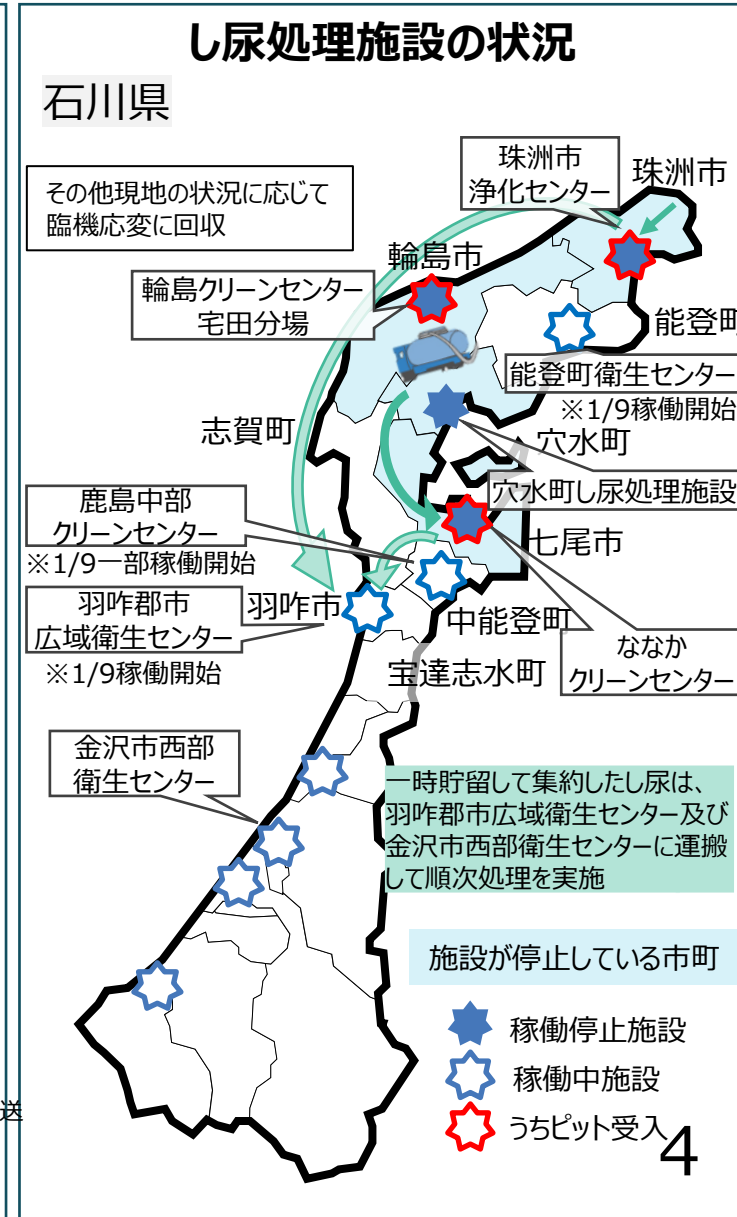 し尿処理施設の状況
石川県
その他現地の状況に応じて
臨機応変に回収
珠洲市
浄化センター
珠洲市
輪島市
輪島クリーンセンター
宅田分場
能登町
能登町衛生センター
※1/9稼働開始
志賀町
穴水町
穴水町し尿処理施設
鹿島中部
クリーンセンター
※1/9一部稼働開始
七尾市
羽咋郡市
広域衛生センター
※1/9稼働開始
羽咋市
中能登町
ななか
クリーンセンター
宝達志水町
金沢市西部
衛生センター
一時貯留して集約したし尿は、
羽咋郡市広域衛生センター及び
金沢市西部衛生センターに運搬
して順次処理を実施
施設が停止している市町
稼働停止施設
稼働中施設
うちピット受入
送
4